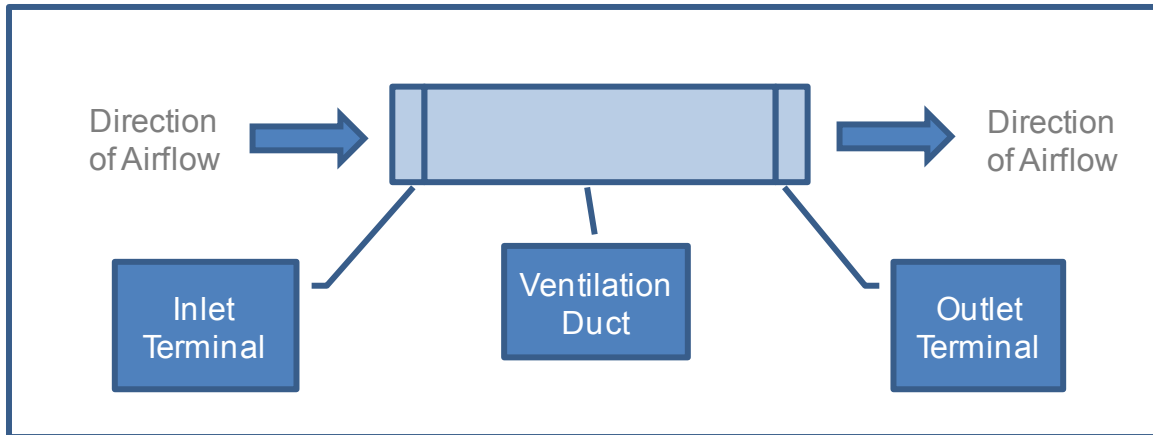 Direction
of Airflow
Direction
of Airflow
Inlet
Terminal
Ventilation
Duct
Outlet
Terminal